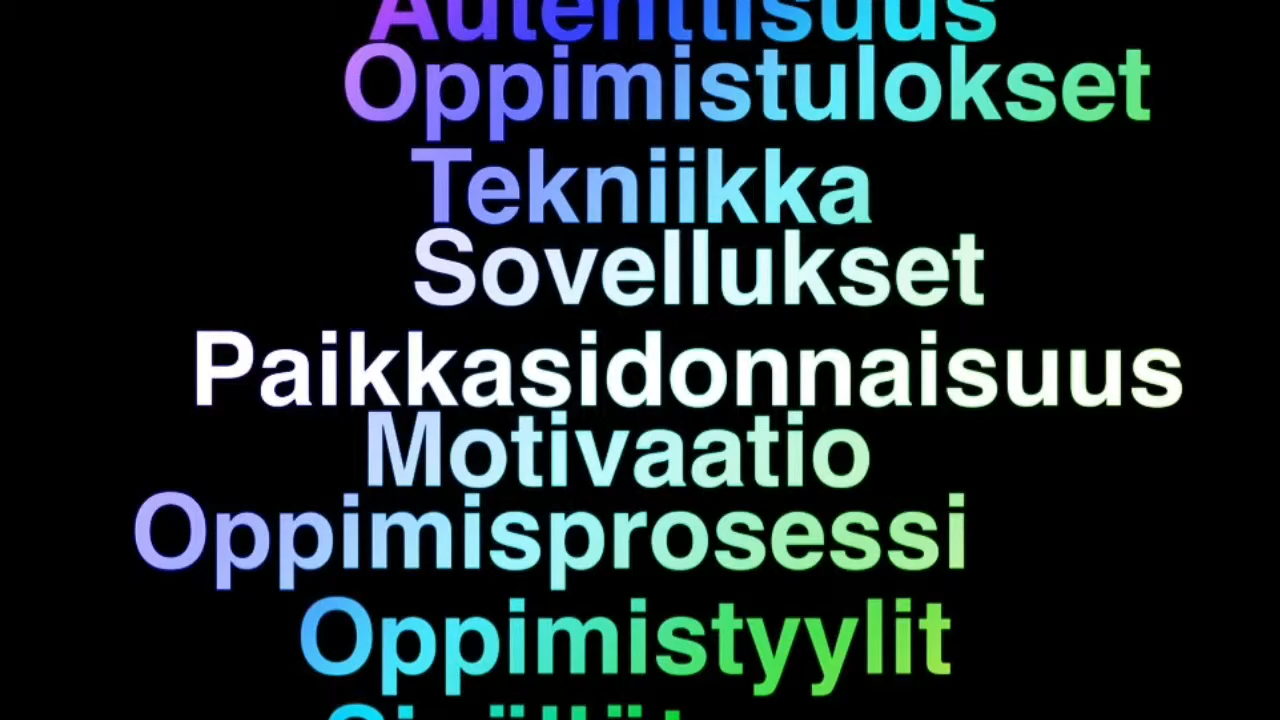 Autenttisuus
Oppimistulokset
Tekniikka
Sovellukset
Paikkasidonnaisuus
Motivaatio
Oppimisprosessi
Oppimistyylit